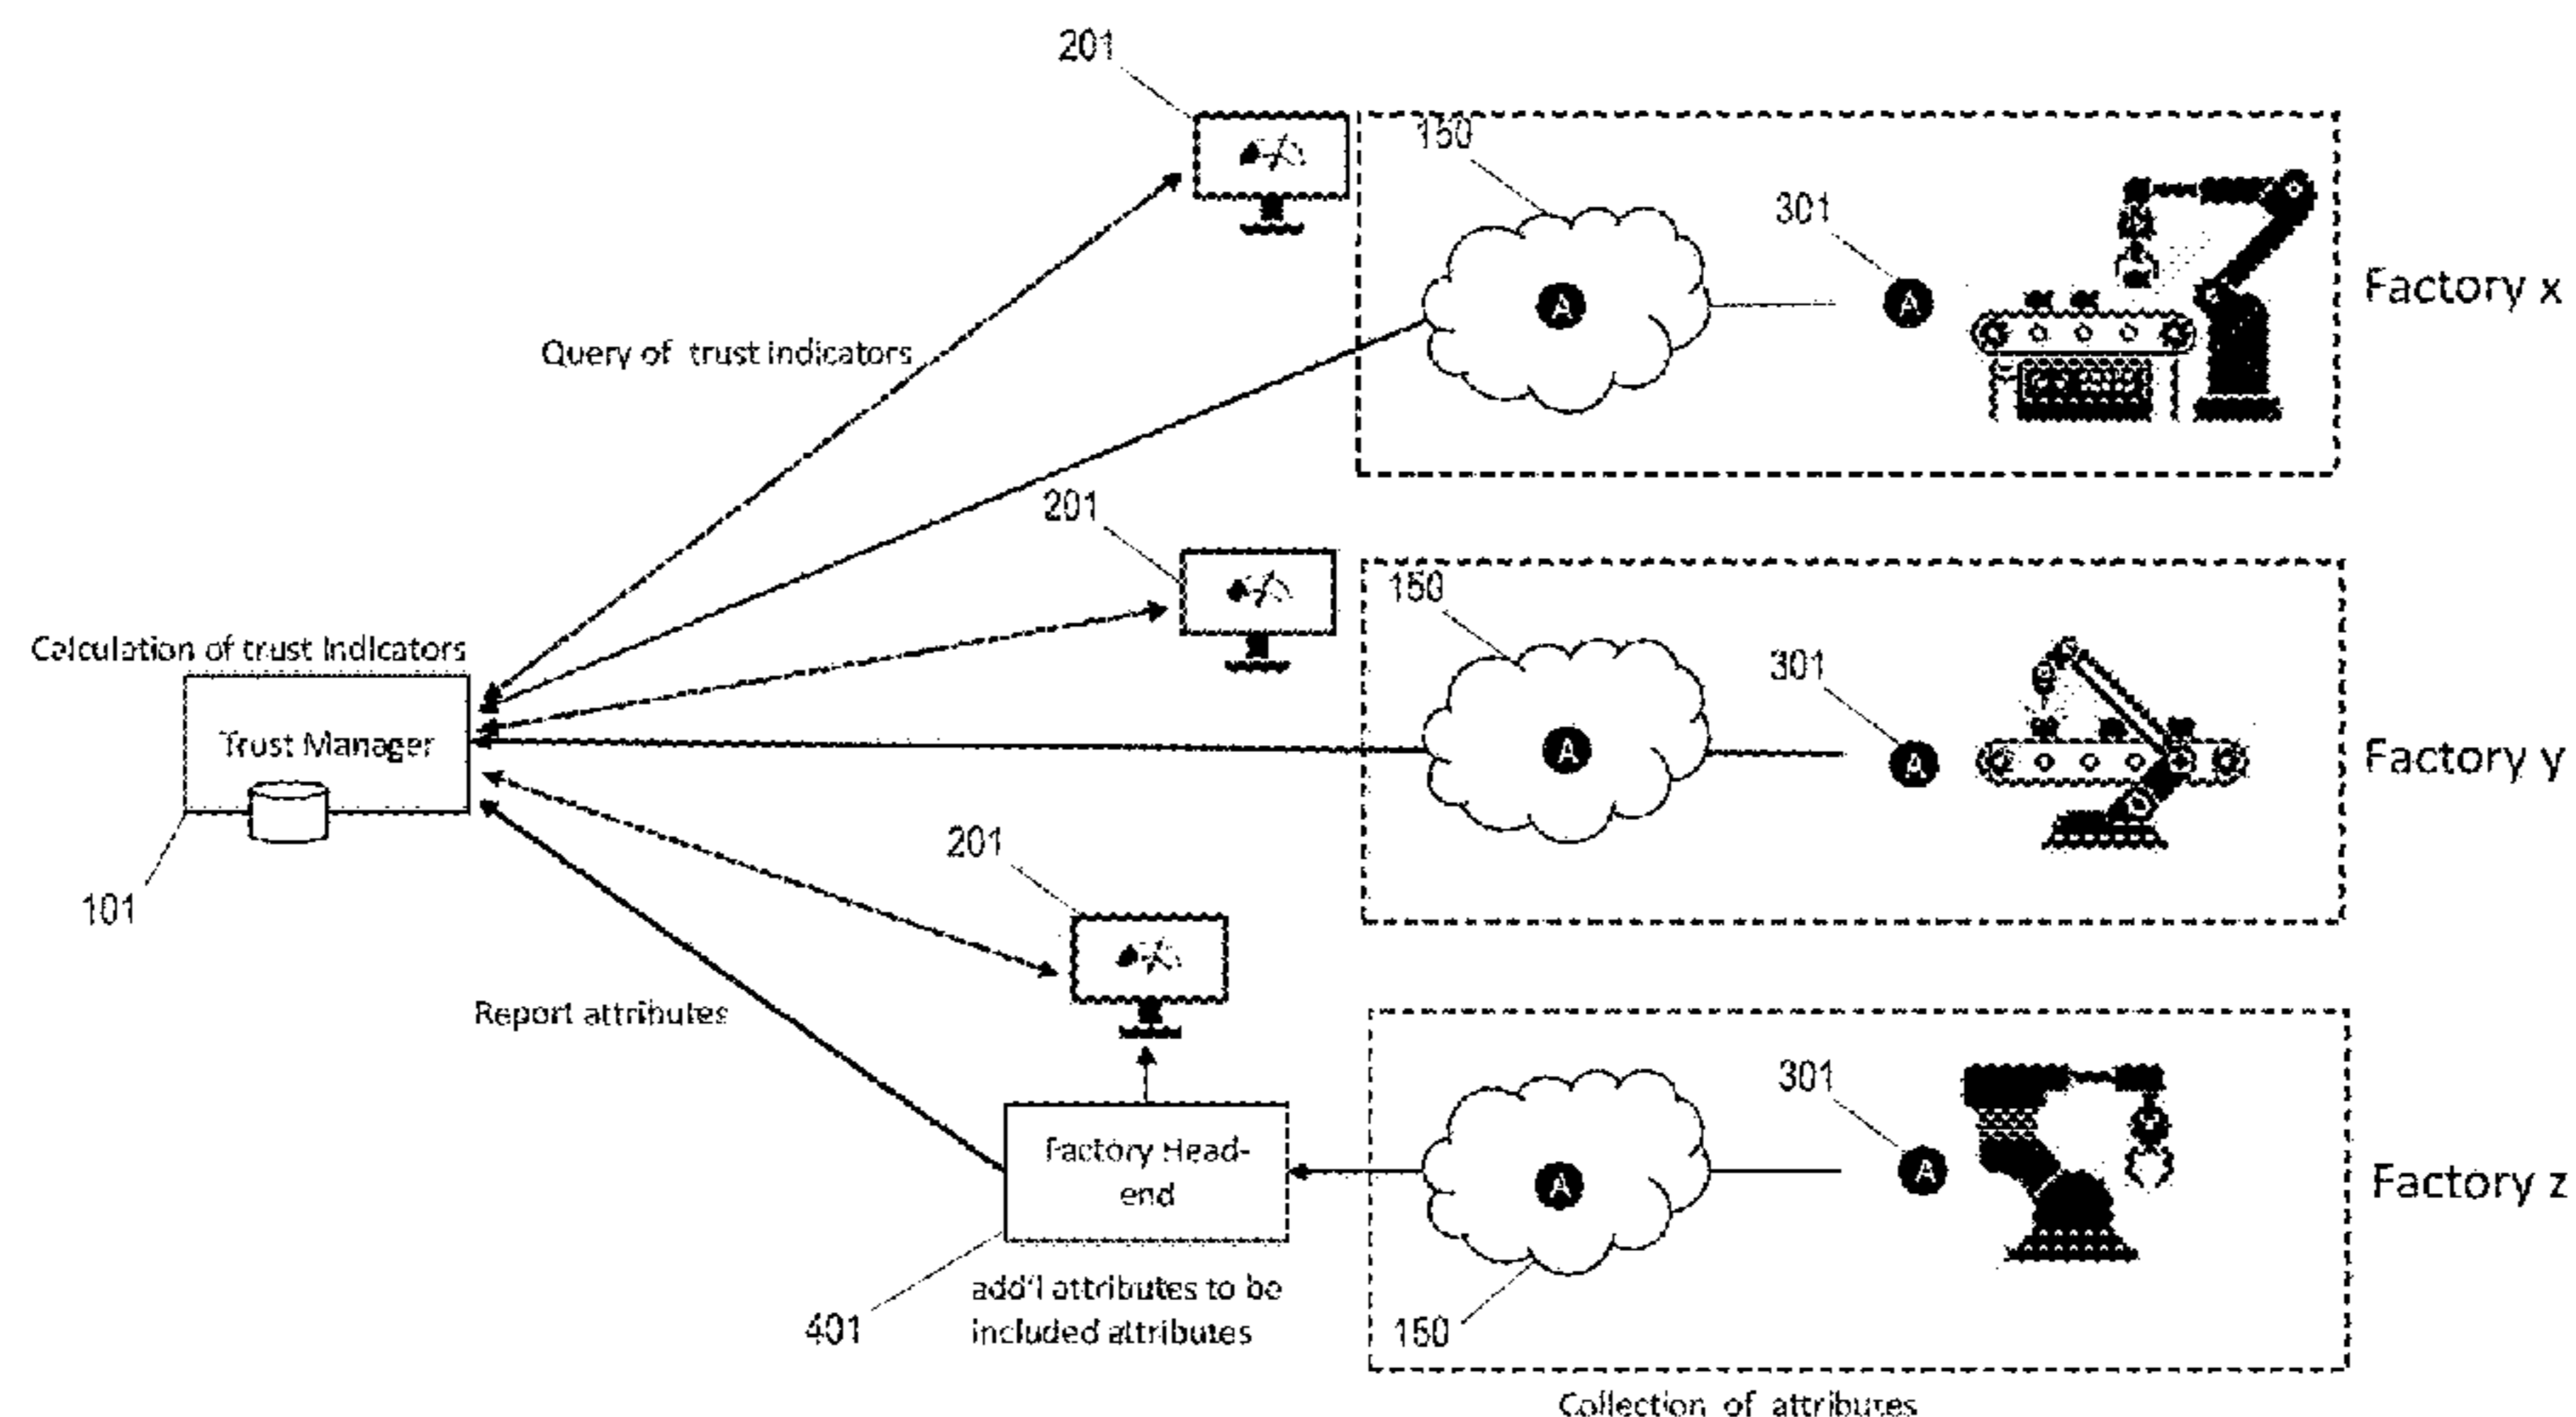 201
150
301
A
A
Factory x
Query of trust indicators
201
150
301
Calculation of trust Indicators
Trust Manager
A
A
Factory y
201
101
Report attributes
301
Factory Head-
end
A
A
Factory z
401
add'l attributes to be
included attributes
150
Collection of attributes